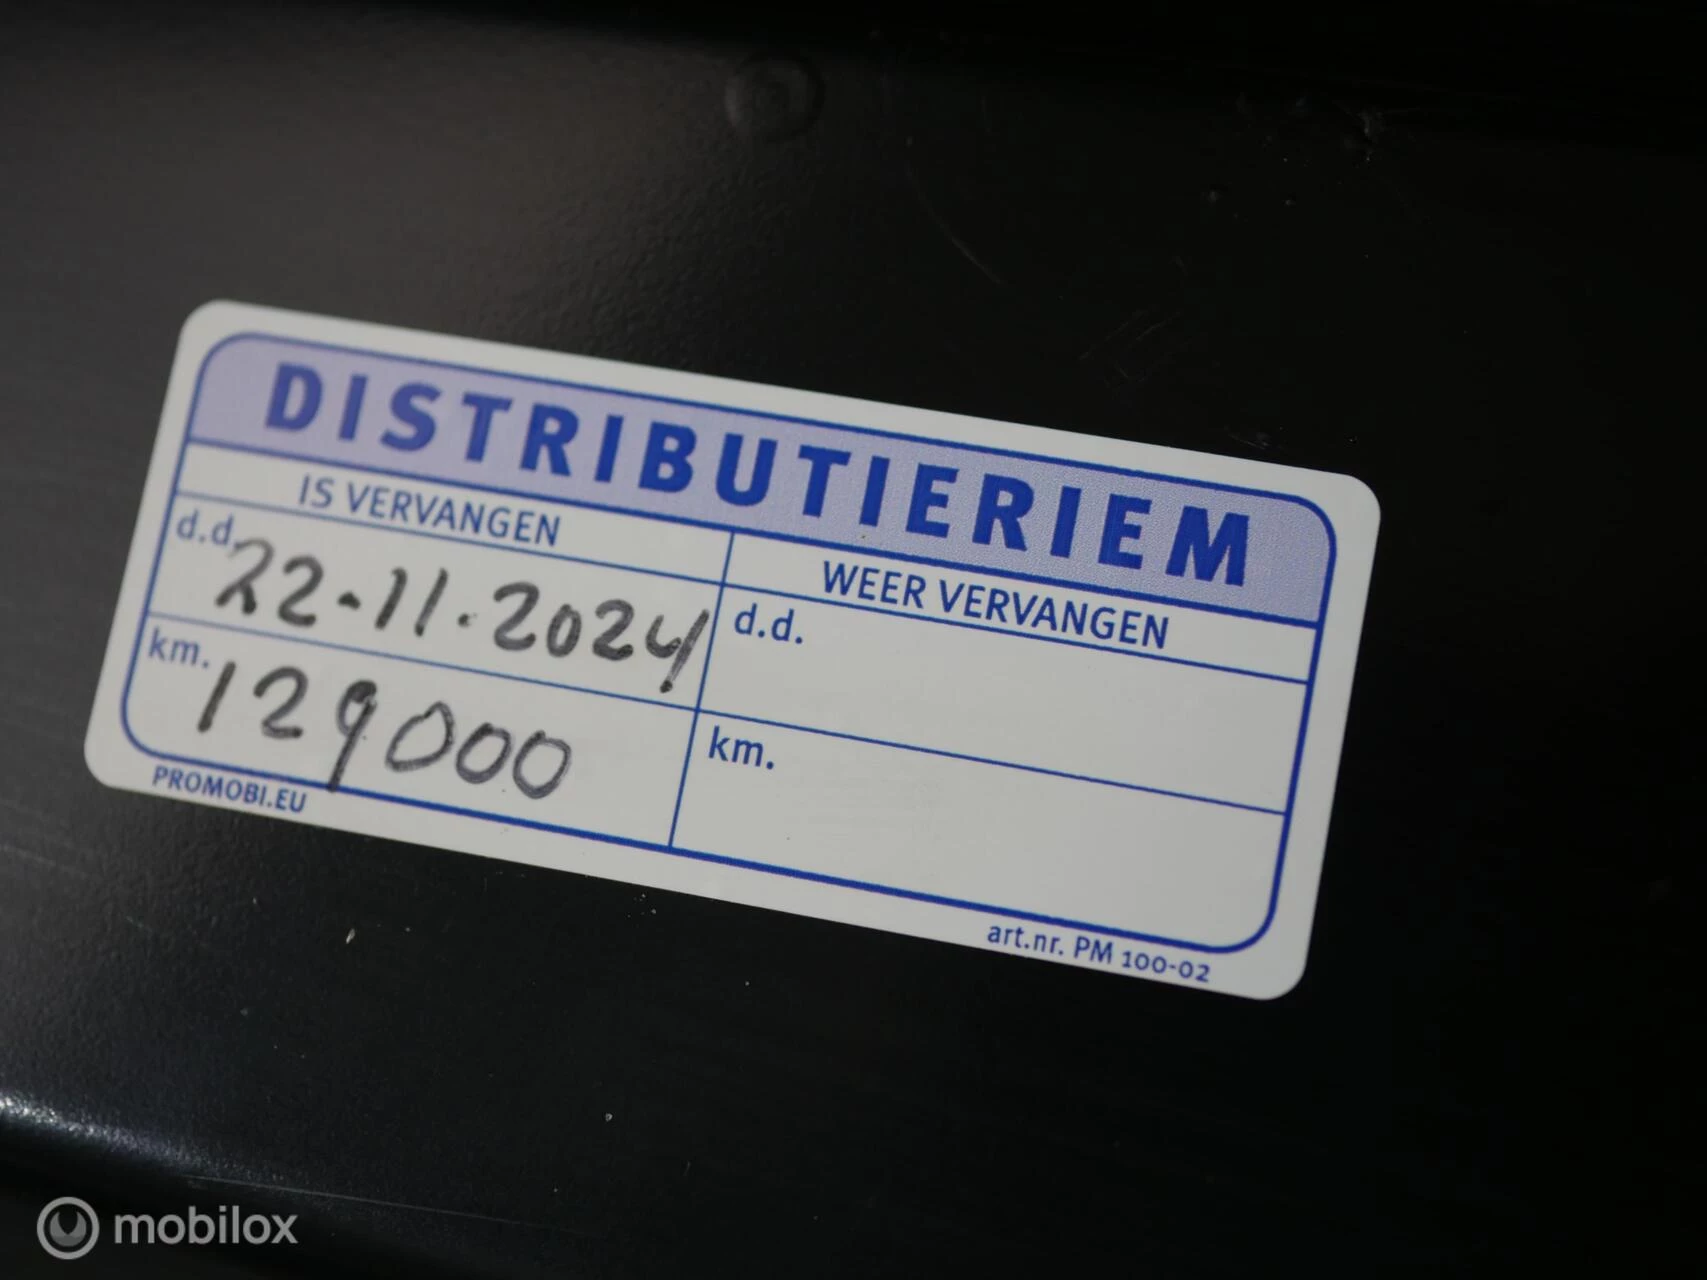 DISTRIBUTIERIEM
IS VERVANGEN
d.d. 22-11-2024
km. 129000
WEER VERVANGEN
d.d.
km.
PROMOBI.EU
art.nr. PM 100-02
mobilox